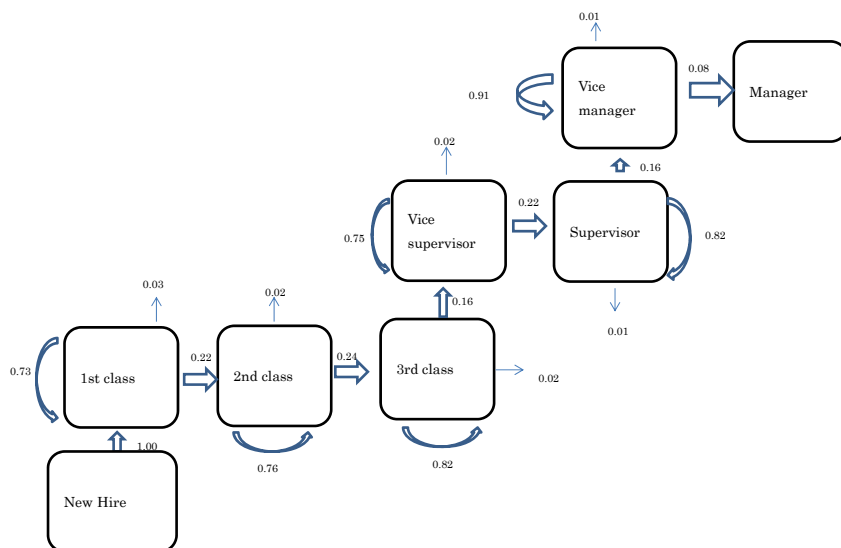 0.01
0.08
Vice
manager
Manager
0.91
0.02
0.16
0.22
Vice
supervisor
Supervisor
0.75
0.82
0.03
0.02
0.16
0.01
0.22
0.24
0.73
1st class
2nd class
3rd class
0.02
1.00
0.76
0.82
New Hire